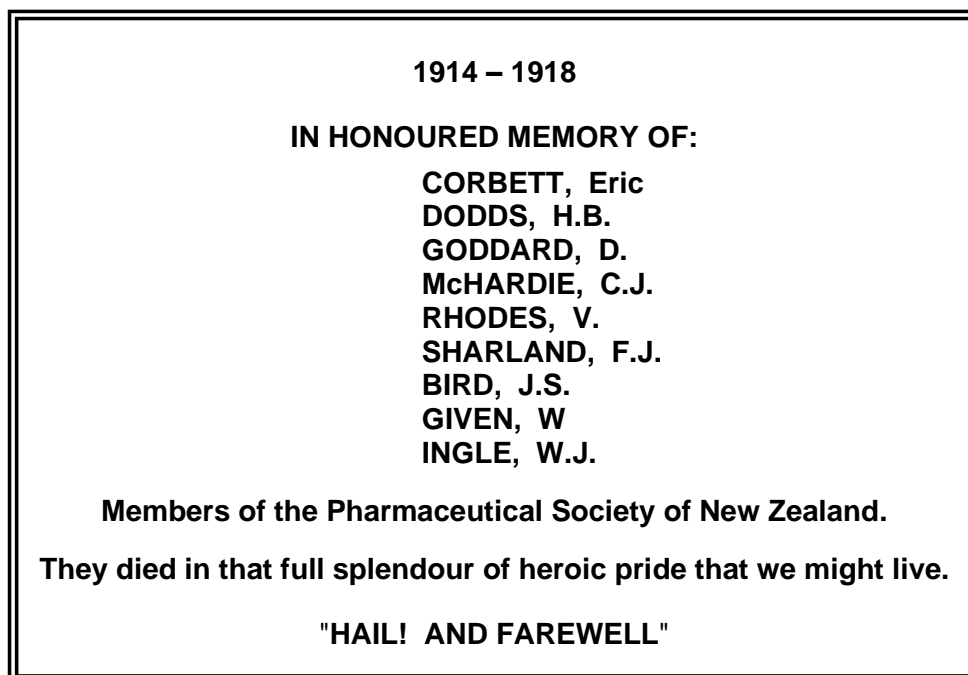 1914 – 1918
IN HONOURED MEMORY OF:
CORBETT, Eric
DODDS, H.B.
GODDARD, D.
McHARDIE, C.J.
RHODES, V.
SHARLAND, F.J.
BIRD, J.S.
GIVEN, W
INGLE, W.J.
Members of the Pharmaceutical Society of New Zealand.
They died in that full splendour of heroic pride that we might live.
"HAIL! AND FAREWELL"